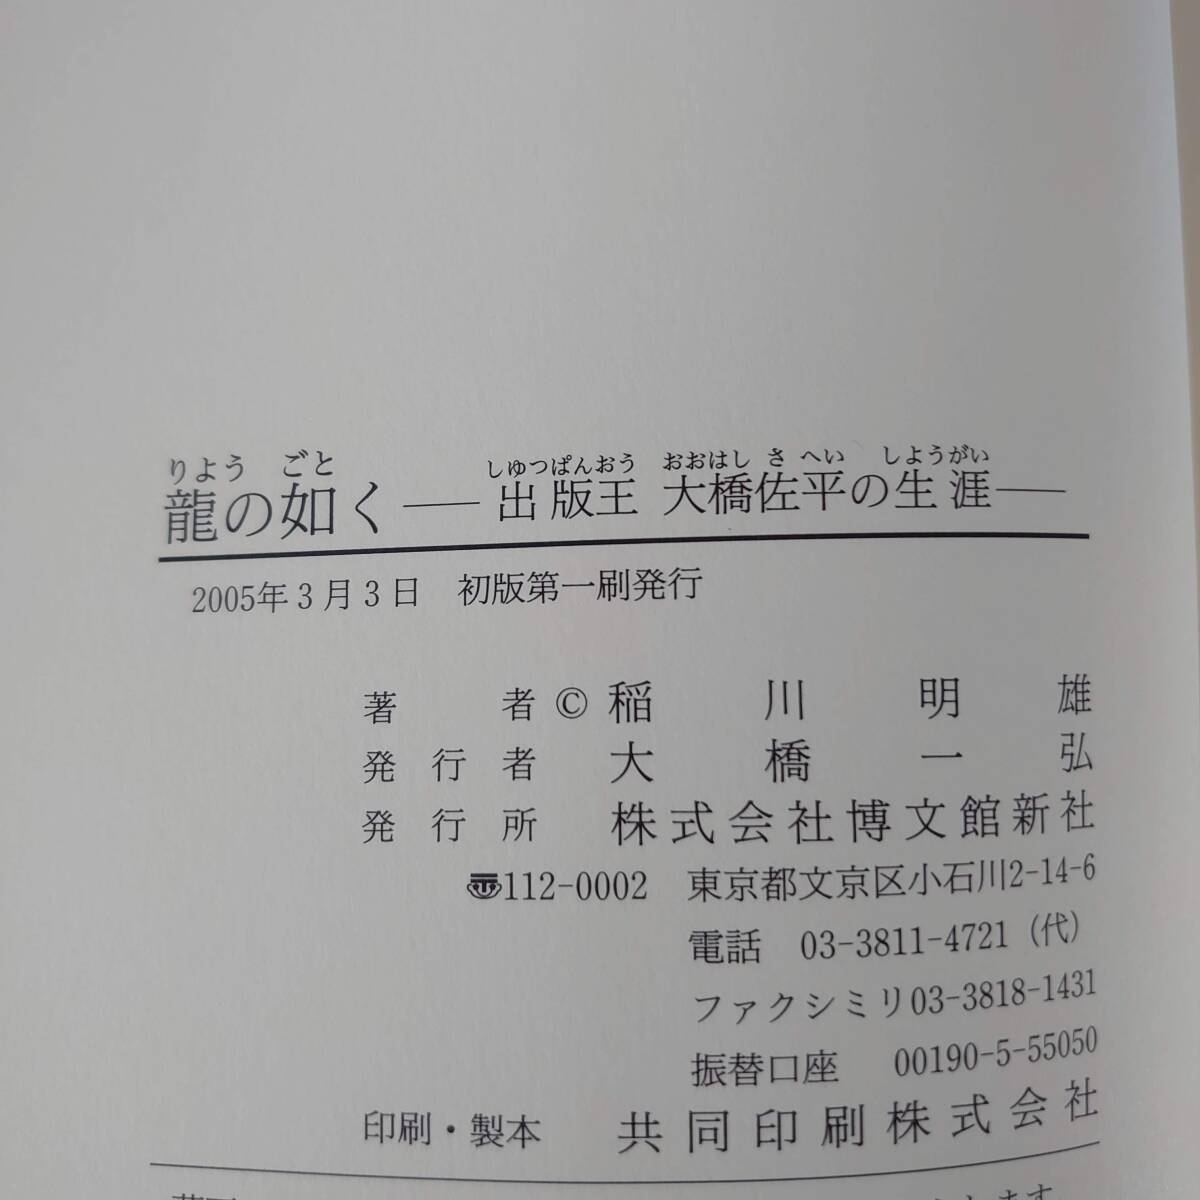 りよう ごと しゆつぱんおう おおはし さ へい しようがい
龍の如く――出版王 大橋佐平の生涯――
2005年3月3日 初版第一刷発行
著者©稲川明雄
発行者 大橋一弘
発行所 株式会社博文館新社
〠112-0002 東京都文京区小石川2-14-6
電話 03-3811-4721（代）
ファクシミリ03-3818-1431
振替口座 00190-5-55050
印刷・製本 共同印刷株式会社